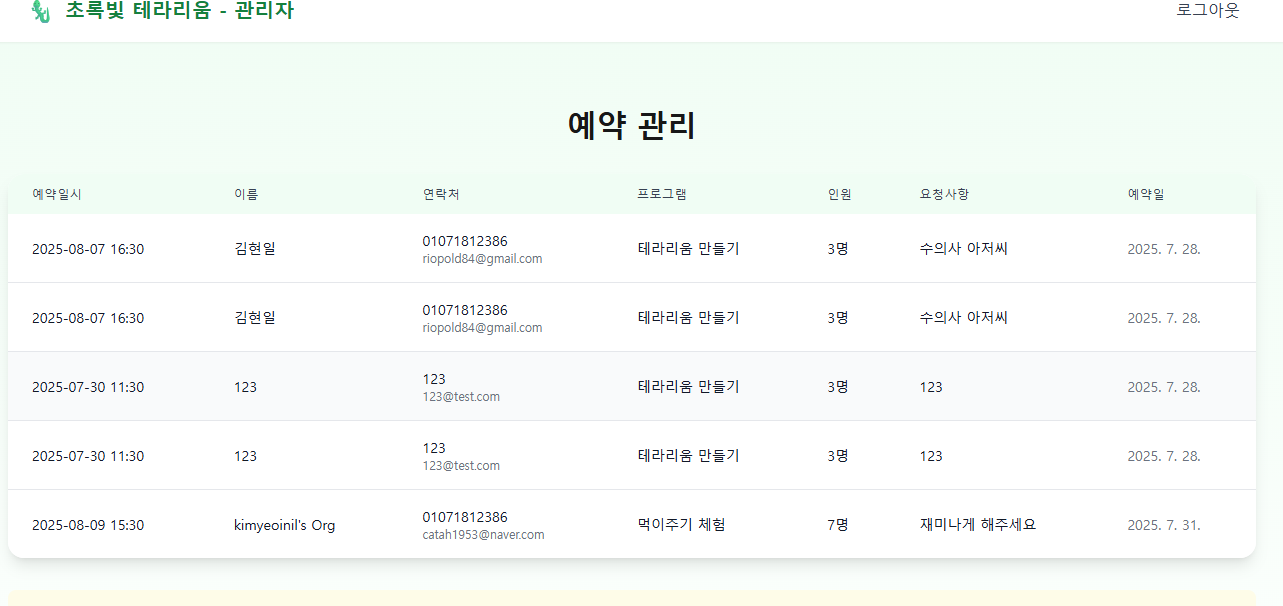 초록빛 테라리움 - 관리자
로그아웃
예약 관리
예약일시 이름 연락처 프로그램 인원 요청사항 예약일
2025-08-07 16:30 김현일 01071812386 테라리움 만들기 3명 수의사 아저씨 2025. 7. 28.
riopold84@gmail.com
2025-08-07 16:30 김현일 01071812386 테라리움 만들기 3명 수의사 아저씨 2025. 7. 28.
riopold84@gmail.com
2025-07-30 11:30 123 123 테라리움 만들기 3명 123 2025. 7. 28.
123@test.com
2025-07-30 11:30 123 123 테라리움 만들기 3명 123 2025. 7. 28.
123@test.com
2025-08-09 15:30 kimyeoinil's Org 01071812386 먹이주기 체험 7명 재미나게 해주세요 2025. 7. 31.
catah1953@naver.com